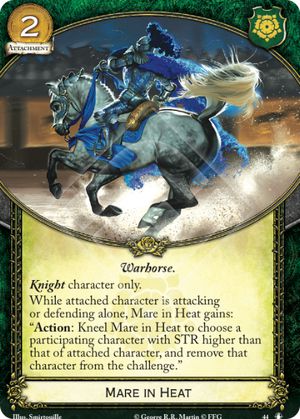 2
ATTACHMENT
Warhorse.
Knight character only.
While attached character is attacking
or defending alone, Mare in Heat gains:
“Action: Kneel Mare in Heat to choose a
participating character with STR higher than
that of attached character, and remove that
character from the challenge.”
MARE IN HEAT
Illus. Smirtouille © George R.R. Martin © FFG 44